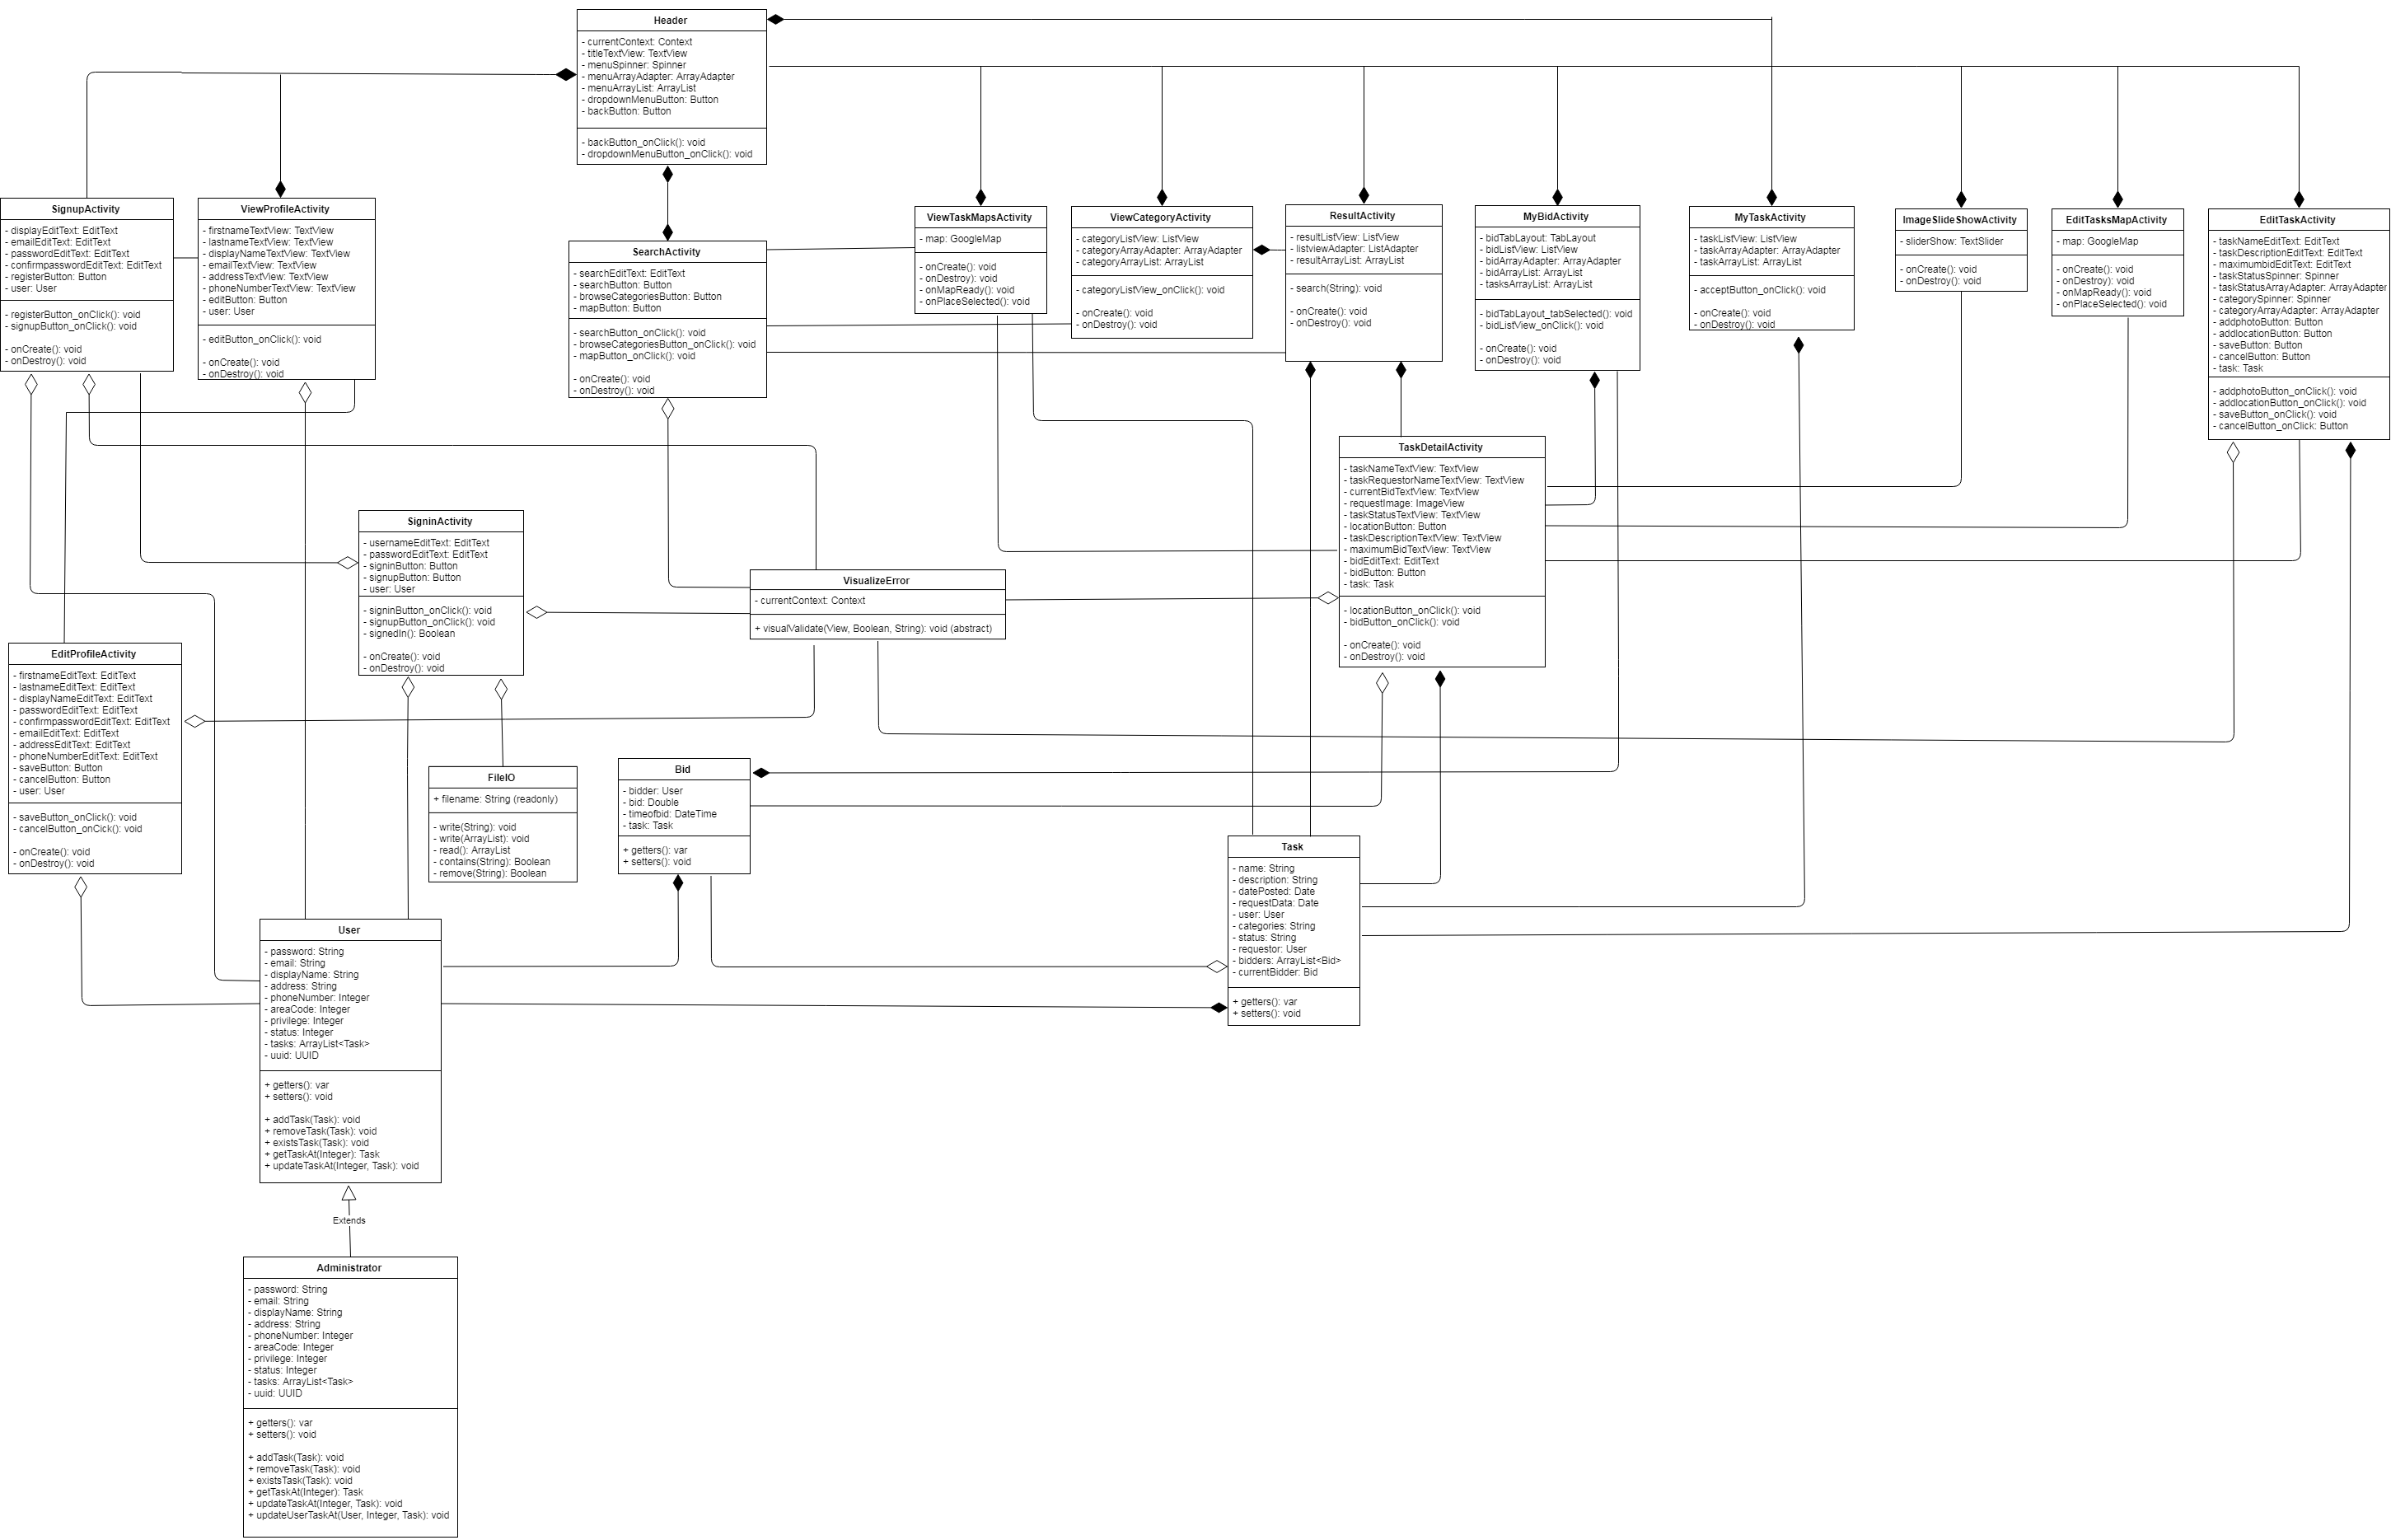 Header
- currentContext: Context
- titleTextView: TextView
- menuSpinner: Spinner
- menuArrayAdapter: ArrayAdapter
- menuArrayList: ArrayList
- dropdownMenuButton: Button
- backButton: Button
- backButton_onClick(): void
- dropdownMenuButton_onClick(): void
SignupActivity
- displayEditText: EditText
- emailEditText: EditText
- passwordEditText: EditText
- confirmpasswordEditText: EditText
- registerButton: Button
- user: User
- registerButton_onClick(): void
- signupButton_onClick(): void
- onCreate(): void
- onDestroy(): void
ViewProfileActivity
- firstnameTextView: TextView
- lastnameTextView: TextView
- displayNameTextView: TextView
- emailTextView: TextView
- addressTextView: TextView
- phoneNumberTextView: TextView
- editButton: Button
- user: User
- editButton_onClick(): void
- onCreate(): void
- onDestroy(): void
SearchActivity
- searchEditText: EditText
- searchButton: Button
- browseCategoriesButton: Button
- mapButton: Button
- searchButton_onClick(): void
- browseCategoriesButton_onClick(): void
- mapButton_onClick(): void
- onCreate(): void
- onDestroy(): void
ViewTaskMapsActivity
- map: GoogleMap
- onCreate(): void
- onDestroy): void
- onMapReady(): void
- onPlaceSelected(): void
ViewCategoryActivity
- categoryListView: ListView
- categoryArrayAdapter: ArrayAdapter
- categoryArrayList: ArrayList
- categoryListView_onClick(): void
- onCreate(): void
- onDestroy(): void
ResultActivity
- resultListView: ListView
- listviewAdapter: ListAdapter
- resultArrayList: ArrayList
- search(String): void
- onCreate(): void
- onDestroy(): void
MyBidActivity
- bidTabLayout: TabLayout
- bidListView: ListView
- bidArrayAdapter: ArrayAdapter
- bidArrayList: ArrayList
- tasksArrayList: ArrayList
- bidTabLayout_tabSelected(): void
- bidListView_onClick(): void
- onCreate(): void
- onDestroy(): void
MyTaskActivity
- taskListView: ListView
- taskArrayAdapter: ArrayAdapter
- taskArrayList: ArrayList
- acceptButton_onClick(): void
- onCreate(): void
- onDestroy(): void
ImageSlideShowActivity
- sliderShow: TextSlider
- onCreate(): void
- onDestroy(): void
EditTasksMapActivity
- map: GoogleMap
- onCreate(): void
- onDestroy): void
- onMapReady(): void
- onPlaceSelected(): void
EditTaskActivity
- taskNameEditText: EditText
- taskDescriptionEditText: EditText
- maximumbidEditText: EditText
- taskStatusSpinner: Spinner
- taskStatusArrayAdapter: ArrayAdapter
- categorySpinner: Spinner
- categoryArrayAdapter: ArrayAdapter
- addphotoButton: Button
- addlocationButton: Button
- saveButton: Button
- cancelButton: Button
- task: Task
- addphotoButton_onClick(): void
- addlocationButton_onClick(): void
- saveButton_onClick(): void
- cancelButton_onClick: Button
TaskDetailActivity
- taskNameTextView: TextView
- taskRequestorNameTextView: TextView
- currentBidTextView: TextView
- requestImage: ImageView
- taskStatusTextView: TextView
- locationButton: Button
- taskDescriptionTextView: TextView
- maximumBidTextView: TextView
- bidEditText: EditText
- bidButton: Button
- task: Task
- locationButton_onClick(): void
- bidButton_onClick(): void
- onCreate(): void
- onDestroy(): void
SigninActivity
- usernameEditText: EditText
- passwordEditText: EditText
- signinButton: Button
- signupButton: Button
- user: User
- signinButton_onClick(): void
- signupButton_onClick(): void
- signedIn(): Boolean
- onCreate(): void
- onDestroy(): void
VisualizeError
- currentContext: Context
+ visualValidate(View, Boolean, String): void (abstract)
EditProfileActivity
- firstnameEditText: EditText
- lastnameEditText: EditText
- displayNameEditText: EditText
- passwordEditText: EditText
- confirmpasswordEditText: EditText
- emailEditText: EditText
- addressEditText: EditText
- phoneNumberEditText: EditText
- saveButton: Button
- cancelButton: Button
- user: User
- saveButton_onClick(): void
- cancelButton_onCick(): void
- onCreate(): void
- onDestroy(): void
FileIO
+ filename: String (readonly)
- write(String): void
- write(ArrayList): void
- read(): ArrayList
- contains(String): Boolean
- remove(String): Boolean
Bid
- bidder: User
- bid: Double
- timeofbid: DateTime
- task: Task
+ getters(): var
+ setters(): void
Task
- name: String
- description: String
- datePosted: Date
- requestData: Date
- user: User
- categories: String
- status: String
- requestor: User
- bidders: ArrayList<Bid>
- currentBidder: Bid
+ getters(): var
+ setters(): void
User
- password: String
- email: String
- displayName: String
- address: String
- phoneNumber: Integer
- areaCode: Integer
- privilege: Integer
- status: Integer
- tasks: ArrayList<Task>
- uuid: UUID
+ getters(): var
+ setters(): void
+ addTask(Task): void
+ removeTask(Task): void
+ existsTask(Task): void
+ getTaskAt(Integer): Task
+ updateTaskAt(Integer, Task): void
Extends
Administrator
- password: String
- email: String
- displayName: String
- address: String
- phoneNumber: Integer
- areaCode: Integer
- privilege: Integer
- status: Integer
- tasks: ArrayList<Task>
- uuid: UUID
+ getters(): var
+ setters(): void
+ addTask(Task): void
+ removeTask(Task): void
+ existsTask(Task): void
+ getTaskAt(Integer): Task
+ updateTaskAt(Integer, Task): void
+ updateUserTaskAt(User, Integer, Task): void